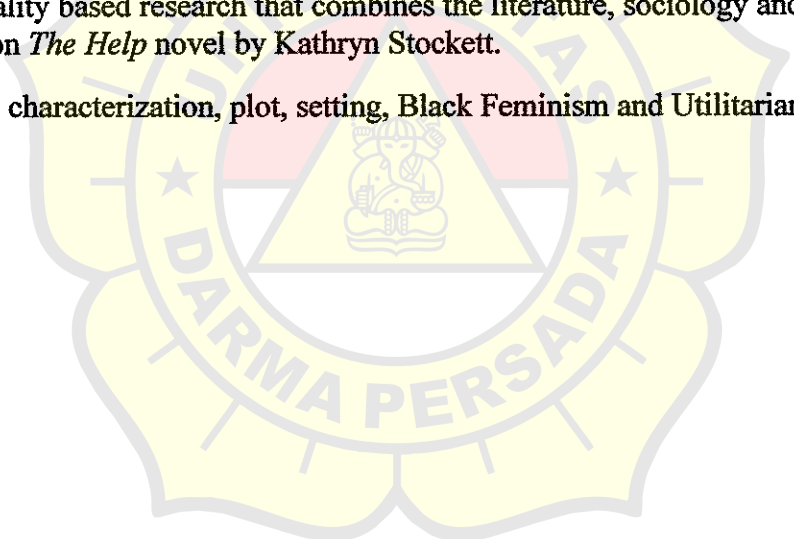 ality based research that combines the literature, sociology and
on The Help novel by Kathryn Stockett.
characterization, plot, setting, Black Feminism and Utilitarian
DARMA PERSADA